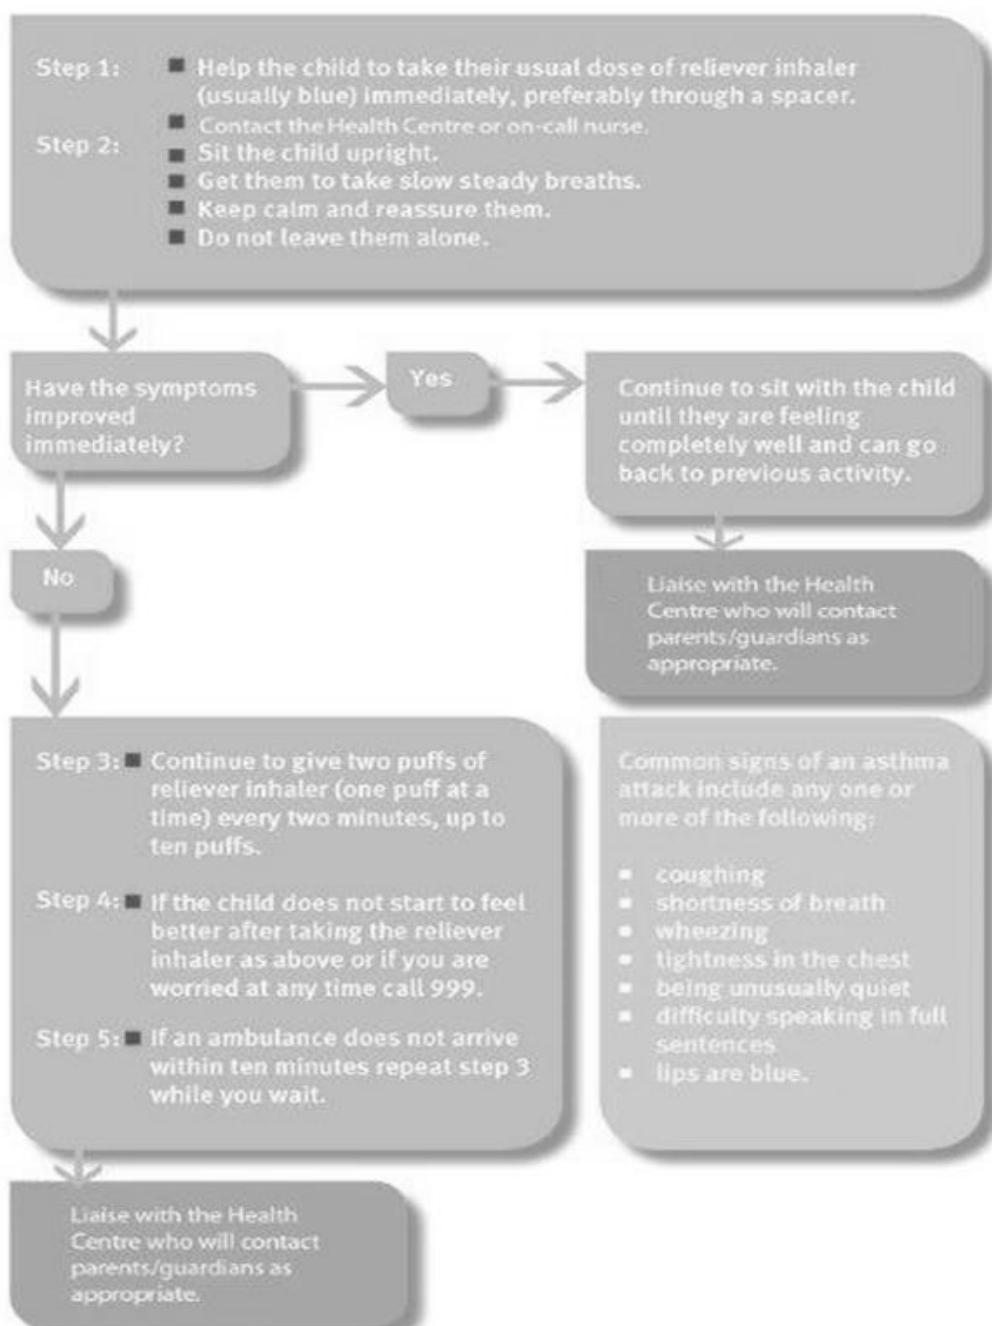 Step 1:
■ Help the child to take their usual dose of reliever inhaler
(usually blue) immediately, preferably through a spacer.
■ Contact the Health Centre or on-call nurse.
Step 2:
■ Sit the child upright.
■ Get them to take slow steady breaths.
■ Keep calm and reassure them.
■ Do not leave them alone.
Have the symptoms
improved
immediately?
Yes
Continue to sit with the child
until they are feeling
completely well and can go
back to previous activity.
Liaise with the Health
Centre who will contact
parents/guardians as
appropriate.
No
Step 3: ■ Continue to give two puffs of
reliever inhaler (one puff at a
time) every two minutes, up to
ten puffs.
Step 4: ■ If the child does not start to feel
better after taking the reliever
inhaler as above or if you are
worried at any time call 999.
Step 5: ■ If an ambulance does not arrive
within ten minutes repeat step 3
while you wait.
Common signs of an asthma
attack include any one or
more of the following:
▪ coughing
▪ shortness of breath
▪ wheezing
▪ tightness in the chest
▪ being unusually quiet
▪ difficulty speaking in full
sentences
▪ lips are blue.
Liaise with the Health
Centre who will contact
parents/guardians as
appropriate.